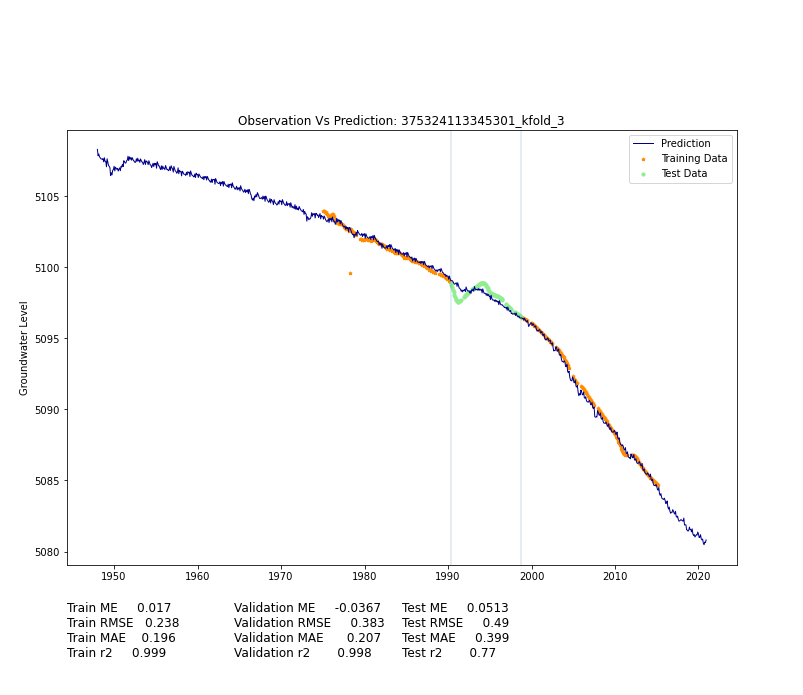 Observation Vs Prediction: 375324113345301_kfold_3
Prediction
Training Data
Test Data
Groundwater Level
5105
5100
5095
5090
5085
5080
1950 1960 1970 1980 1990 2000 2010 2020
Train ME 0.017 Validation ME -0.0367 Test ME 0.0513
Train RMSE 0.238 Validation RMSE 0.383 Test RMSE 0.49
Train MAE 0.196 Validation MAE 0.207 Test MAE 0.399
Train r2 0.999 Validation r2 0.998 Test r2 0.77